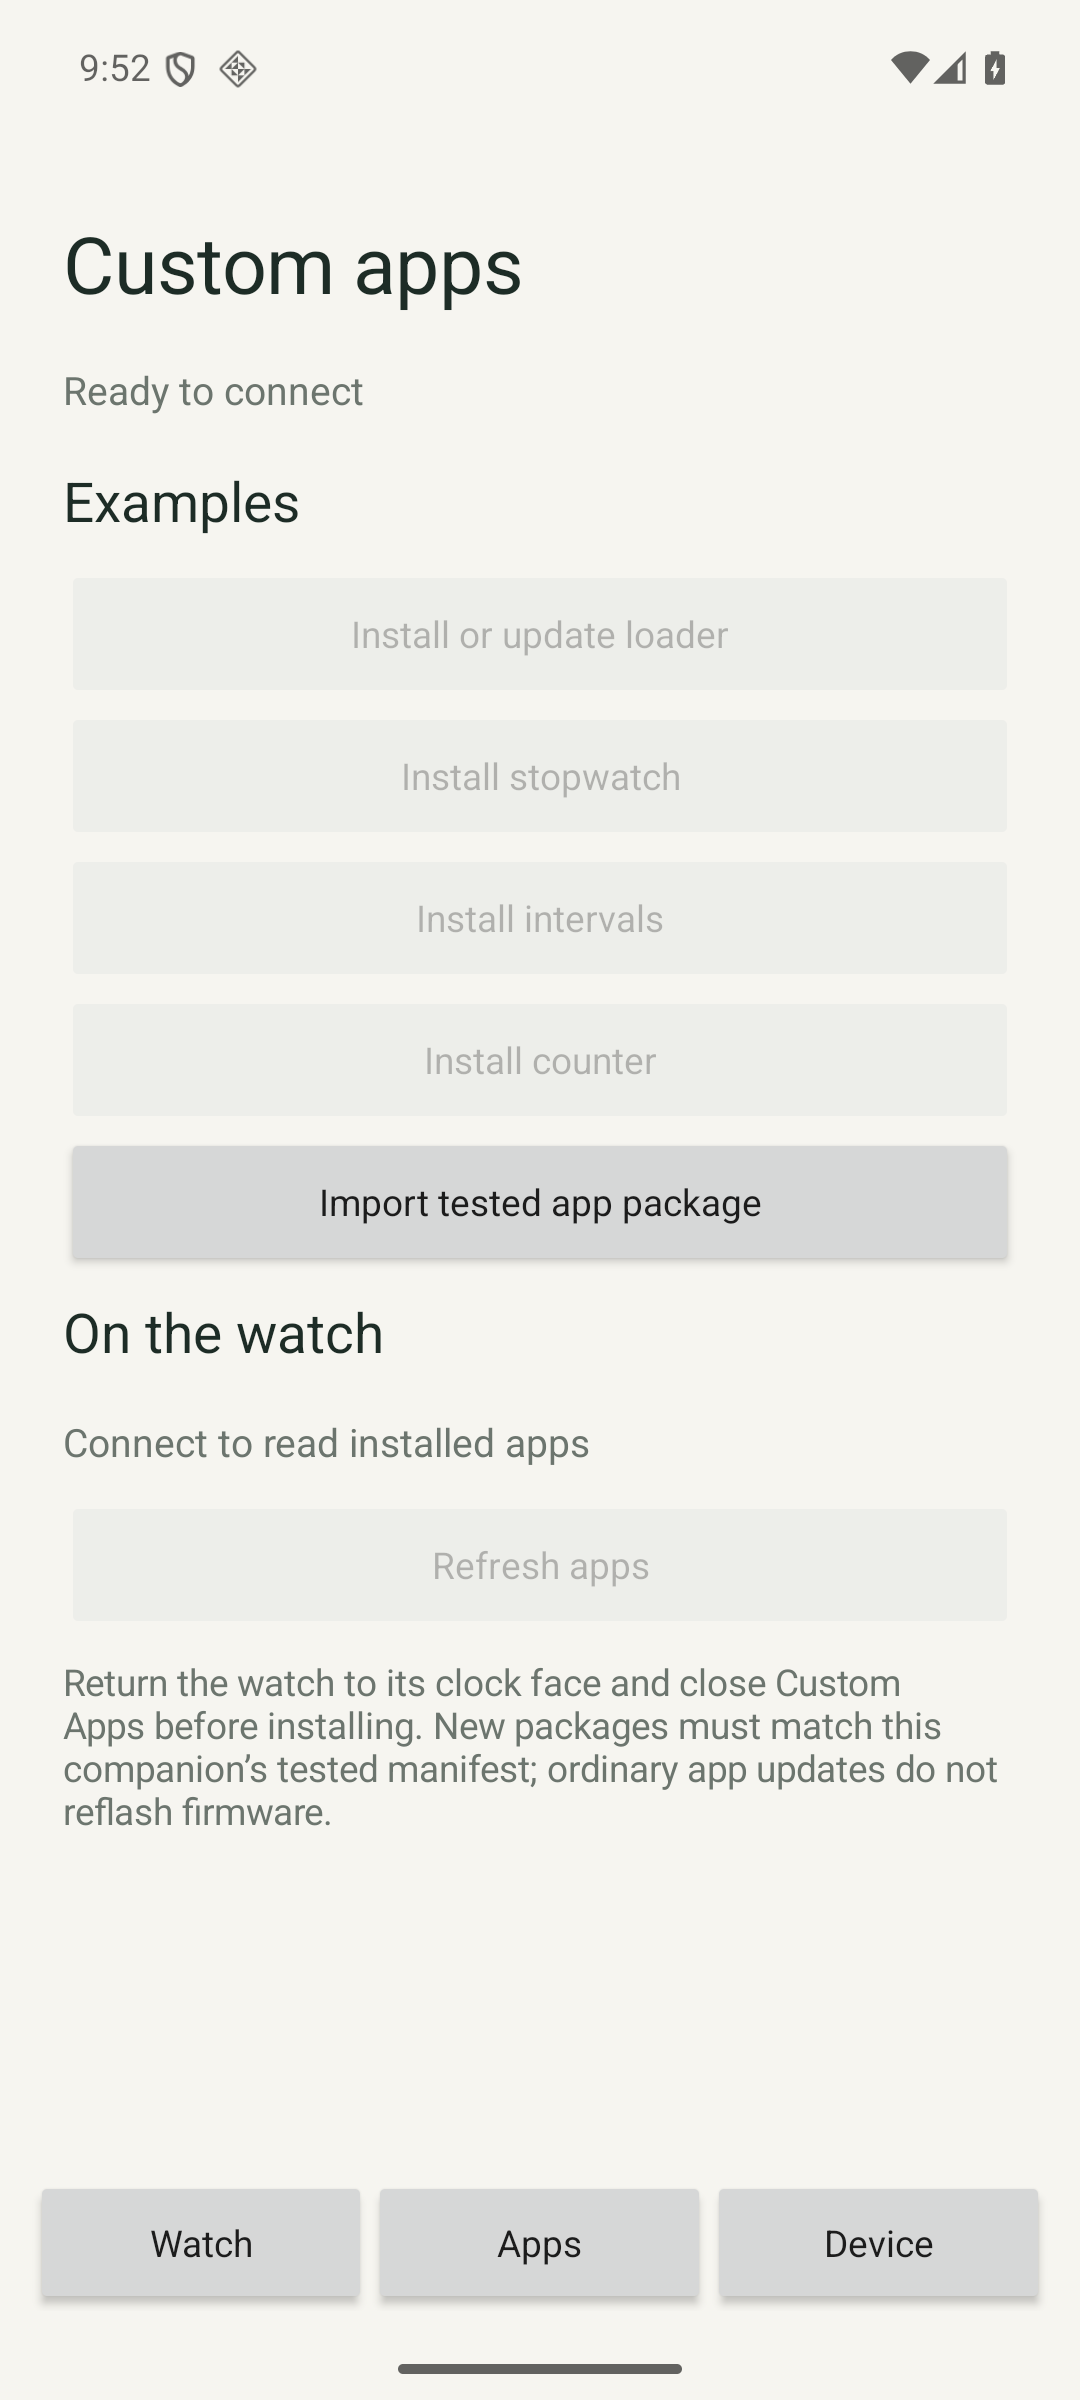 9:52
Custom apps
Ready to connect
Examples
Install or update loader
Install stopwatch
Install intervals
Install counter
Import tested app package
On the watch
Connect to read installed apps
Refresh apps
Return the watch to its clock face and close Custom
Apps before installing. New packages must match this
companion’s tested manifest; ordinary app updates do not
reflash firmware.
Watch
Apps
Device